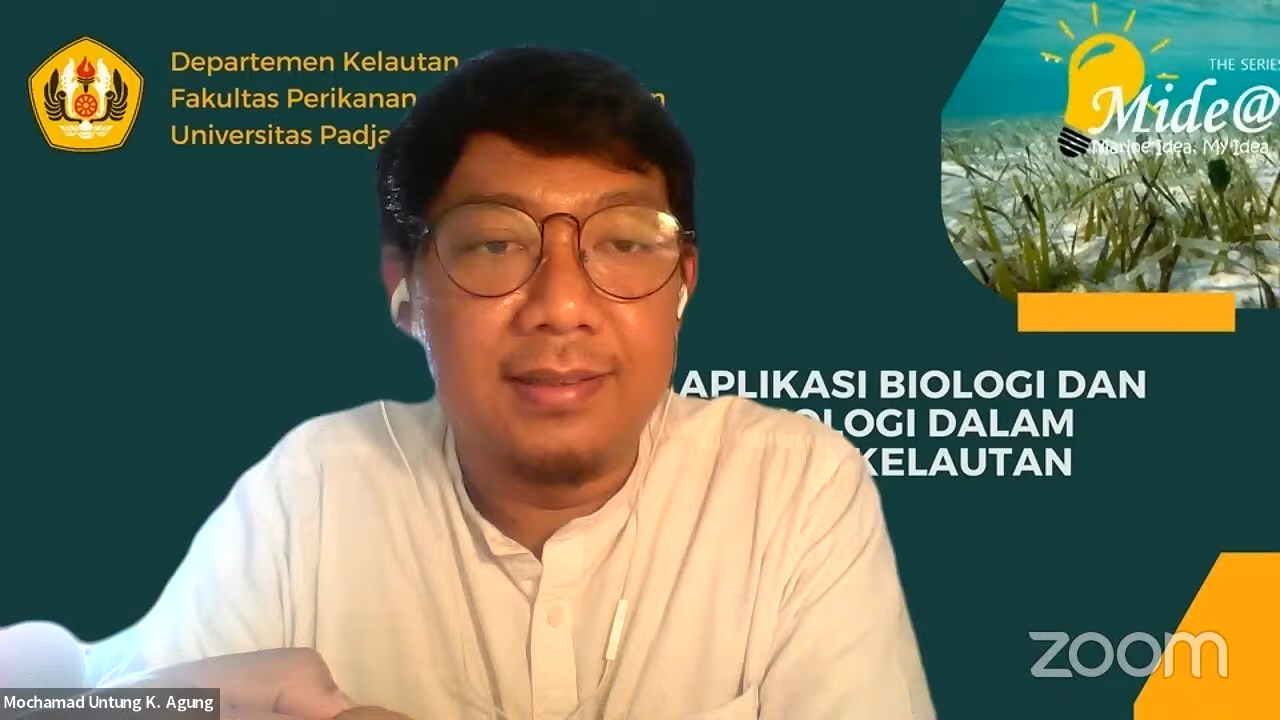 Departemen Kelautan
Fakultas Perikanan
Universitas Padja
THE SERIES
Mide@
Marine Idea, My Idea
APLIKASI BIOLOGI DAN
OLOGI DALAM
KELAUTAN
zoom
Mochamad Untung K. Agung